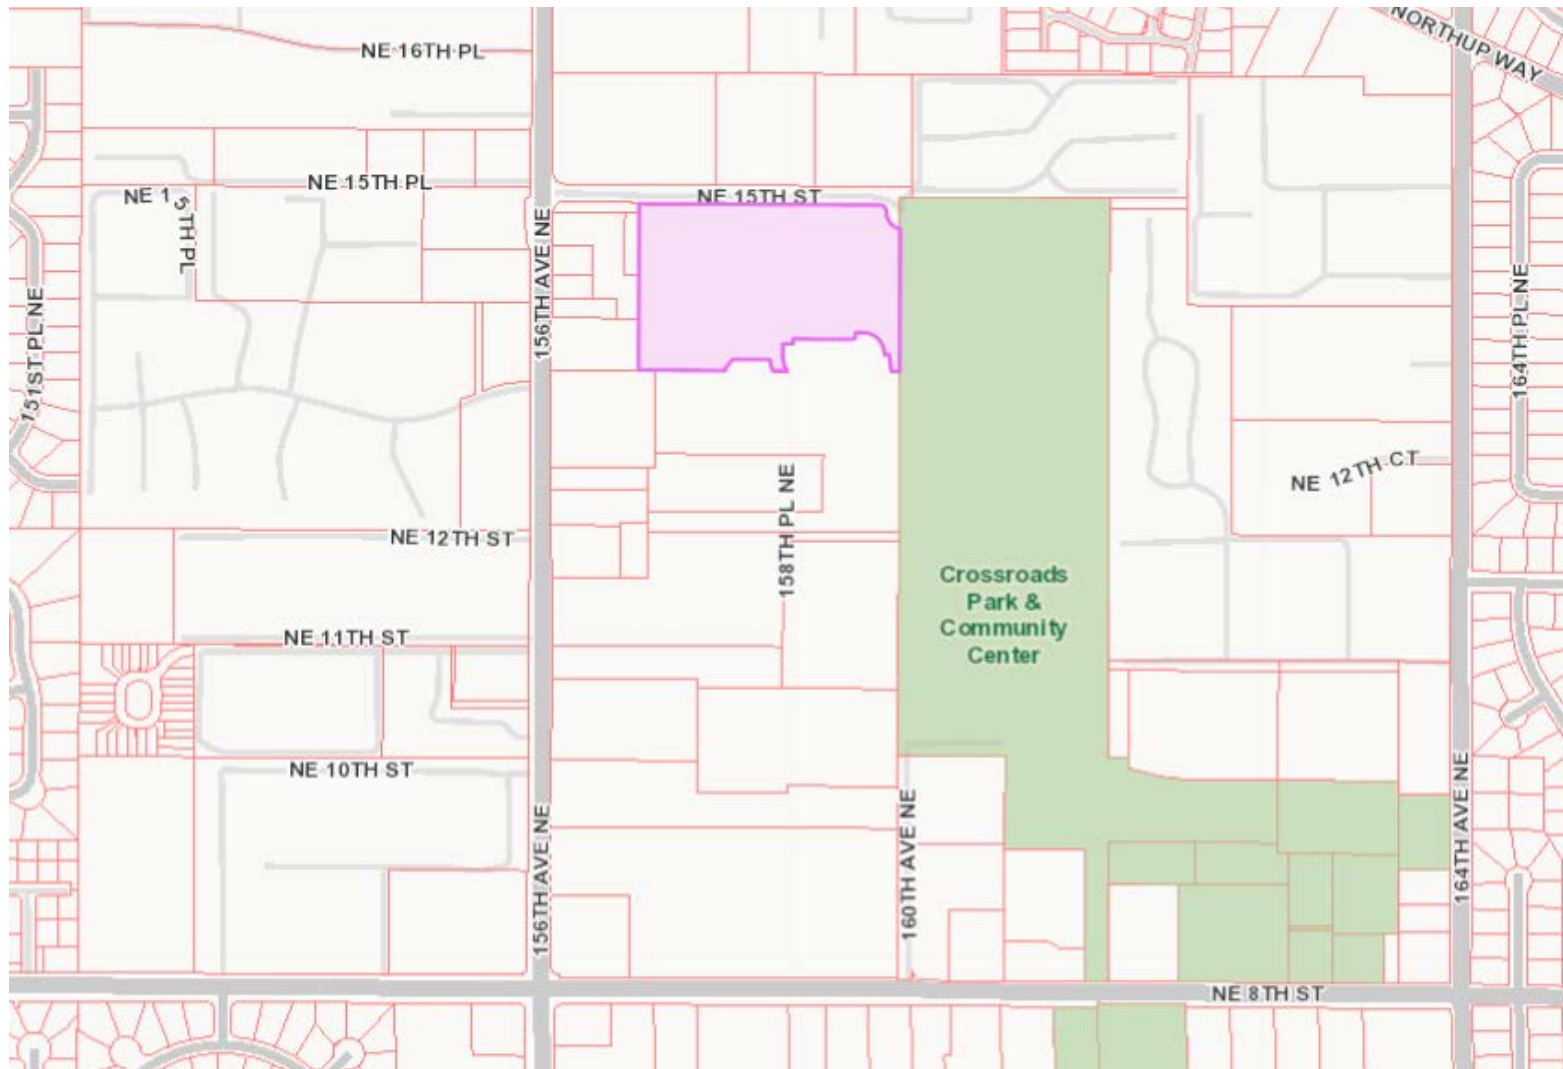 NORTHUP WAY
NE 16TH PL
NE 15TH PL
NE 15TH PL
NE 15TH ST
156TH AVE NE
151ST PL NE
164TH PL NE
NE 12TH CT
158TH PL NE
NE 12TH ST
Crossroads
Park &
Community
Center
NE 11TH ST
NE 10TH ST
156TH AVE NE
160TH AVE NE
164TH AVE NE
NE 8TH ST